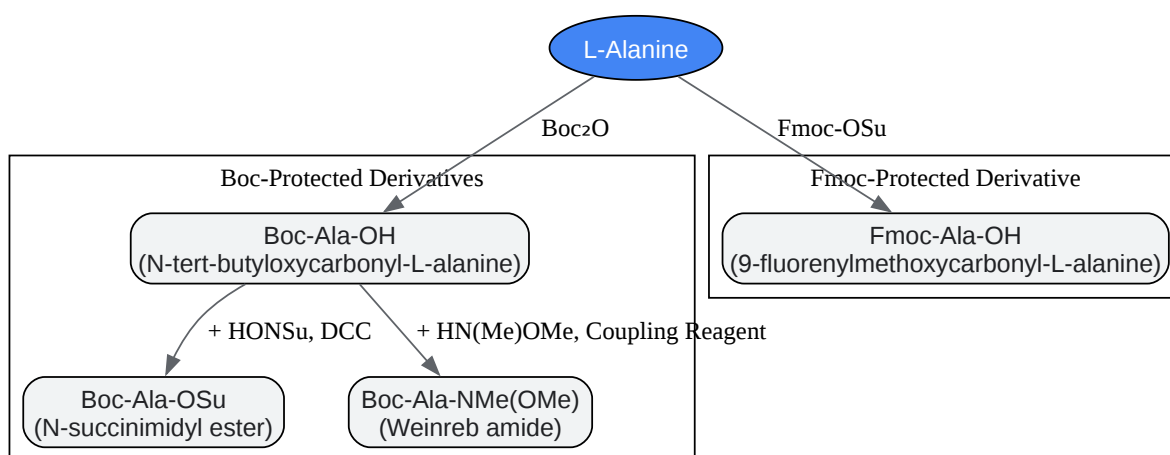 L-Alanine
Boc₂O
Fmoc-OSu
Boc-Protected Derivatives
Fmoc-Protected Derivative
Boc-Ala-OH
(N-tert-butyloxycarbonyl-L-alanine)
Fmoc-Ala-OH
(9-fluorenylmethoxycarbonyl-L-alanine)
+ HONSu, DCC
+ HN(Me)OMe, Coupling Reagent
Boc-Ala-OSu
(N-succinimidyl ester)
Boc-Ala-NMe(OMe)
(Weinreb amide)